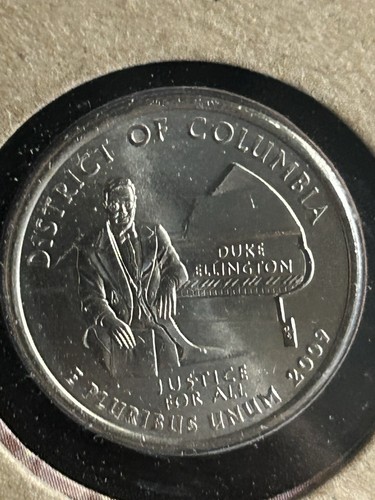 DISTRICT OF COLUMBIA
DUKE
ELLINGTON
JUSTICE
FOR ALL
E PLURIBUS UNUM 2009